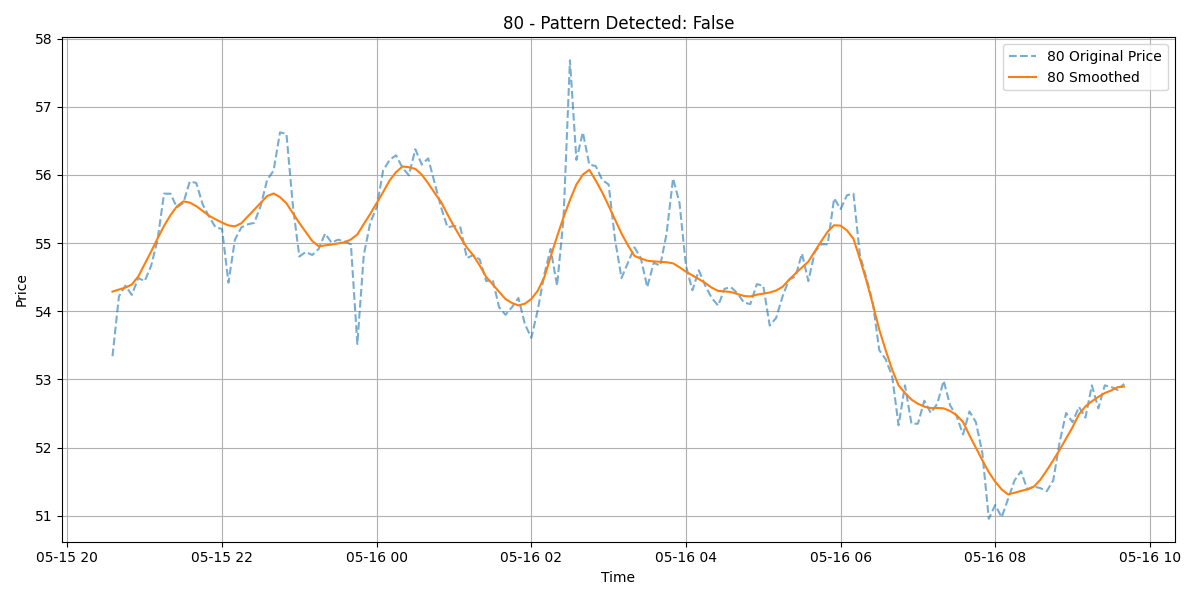 80 - Pattern Detected: False
80 Original Price
80 Smoothed
Price
58
57
56
55
54
53
52
51
05-15 20 05-15 22 05-16 00 05-16 02 05-16 04 05-16 06 05-16 08 05-16 10
Time